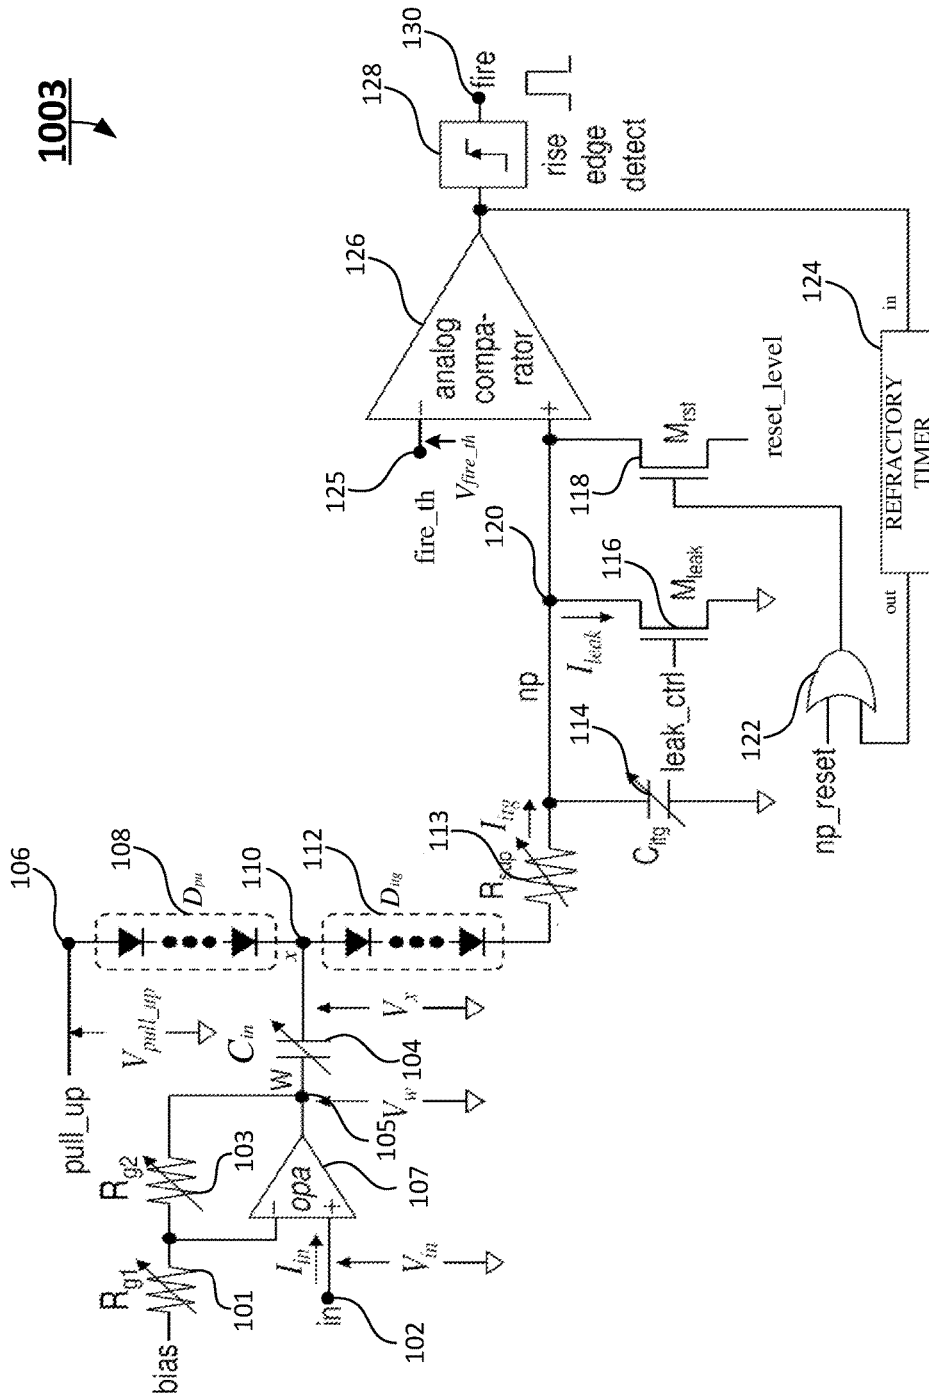 1003
bias
R_g1
101
R_g2
103
in
102
I_in
V_in
opa
−
+
107
105
W
V_w
C_in
104
pull_up
V_pull_up
106
108
D_pu
110
x
V_x
112
D_itg
113
I_itg
C_itg
114
np
120
I_leak
leak_ctrl
116
M_leak
118
M_rst
reset_level
np_reset
122
out
REFRACTORY
TIMER
in
124
125
fire_th
V_fire_th
−
+
analog
compa-
rator
126
128
rise
edge
detect
130
fire